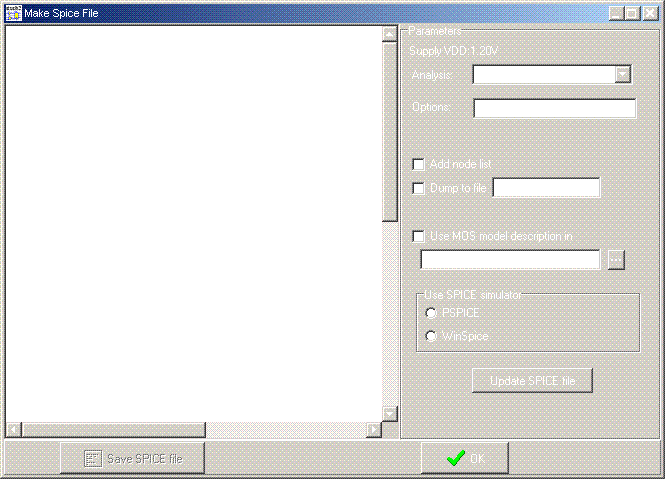 Make Spice File
Parameters
Supply VDD:1.20V
Analysis:
Options:
Add node list
Dump to file
Use MOS model description in
...
Use SPICE simulator
PSPICE
WinSpice
Update SPICE file
Save SPICE file
OK